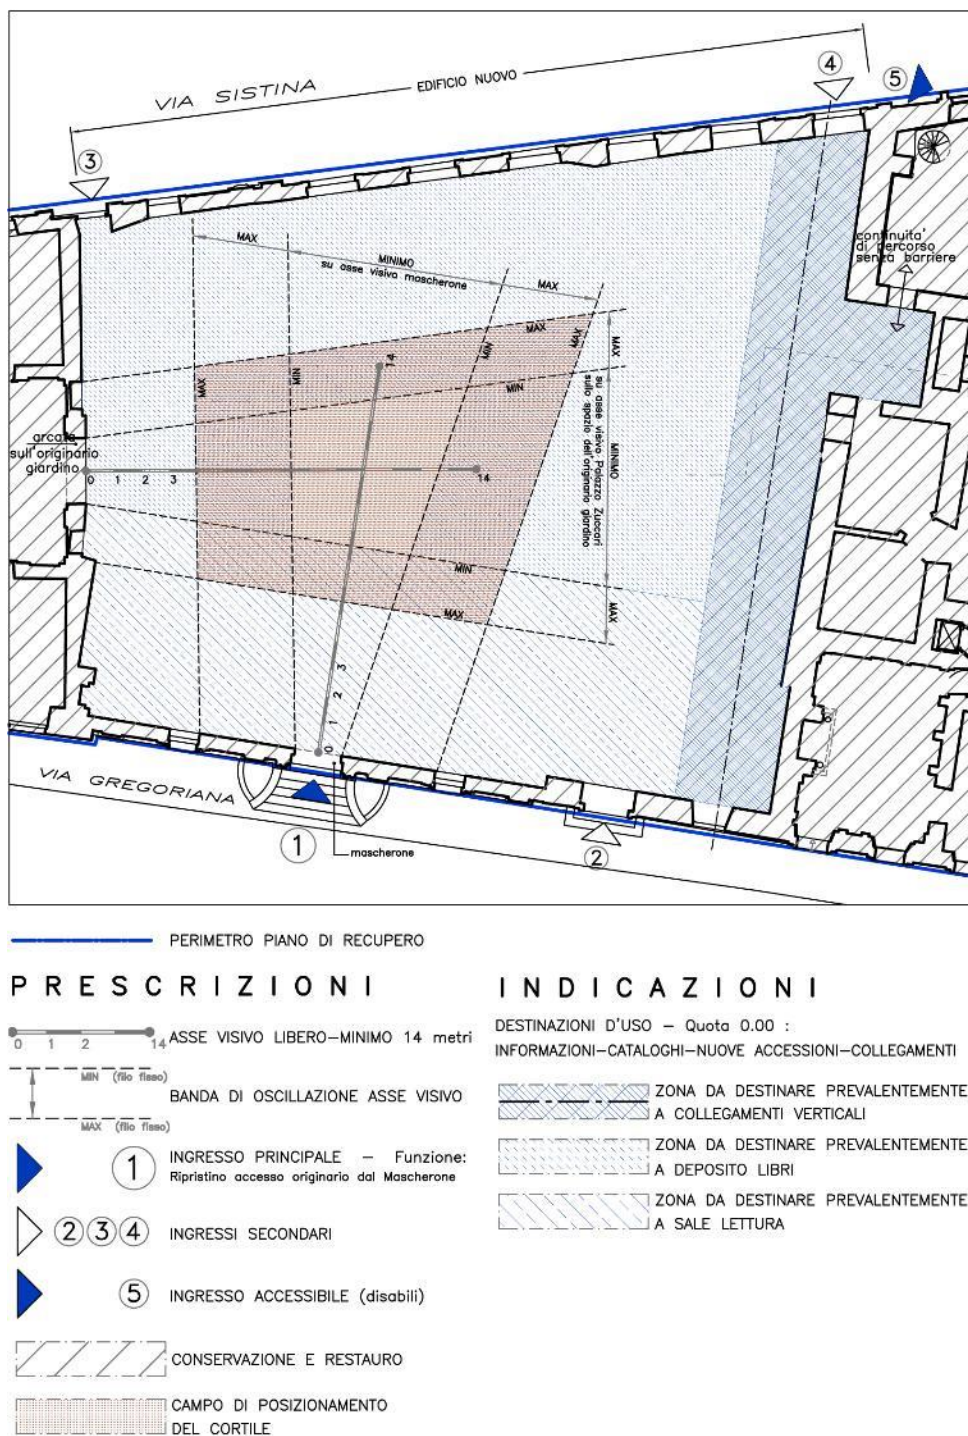 VIA SISTINA
EDIFICIO NUOVO
4
5
3
continuita'
di percorso
senza barriere
MAX
MINIMO
su asse visivo mascherone
MAX
MAX
MAX
MAX
14
MIN
MIN
MIN
MAX
su asse visivo Palazzo Zuccari
sullo spazio dell'originario giardino
MINIMO
arcata
sull'originario
giardino
0 1 2 3
14
MIN
MAX
MAX
3
2
1
0
VIA GREGORIANA
1
mascherone
2
PERIMETRO PIANO DI RECUPERO
PRESCRIZIONI
0 1 2 14
ASSE VISIVO LIBERO-MINIMO 14 metri
MIN (filo fisso)
BANDA DI OSCILLAZIONE ASSE VISIVO
MAX (filo fisso)
1
INGRESSO PRINCIPALE - Funzione:
Ripristino accesso originario dal Mascherone
2 3 4
INGRESSI SECONDARI
5
INGRESSO ACCESSIBILE (disabili)
CONSERVAZIONE E RESTAURO
CAMPO DI POSIZIONAMENTO
DEL CORTILE
INDICAZIONI
DESTINAZIONI D'USO - Quota 0.00 :
INFORMAZIONI-CATALOGHI-NUOVE ACCESSIONI-COLLEGAMENTI
ZONA DA DESTINARE PREVALENTEMENTE
A COLLEGAMENTI VERTICALI
ZONA DA DESTINARE PREVALENTEMENTE
A DEPOSITO LIBRI
ZONA DA DESTINARE PREVALENTEMENTE
A SALE LETTURA